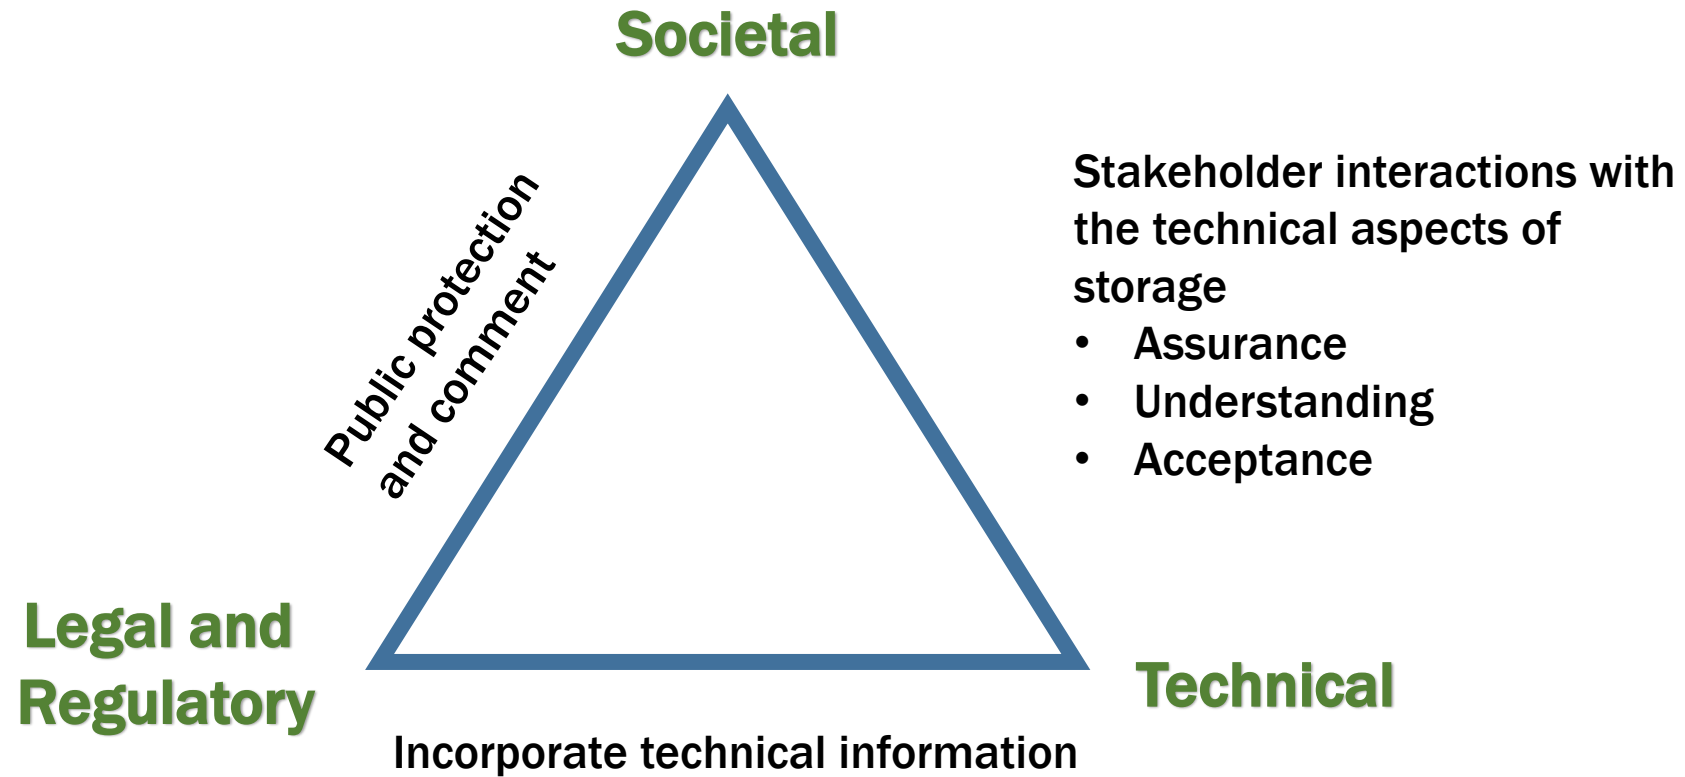 Societal
Public protection
and comment
Stakeholder interactions with
the technical aspects of
storage
• Assurance
• Understanding
• Acceptance
Legal and
Regulatory
Technical
Incorporate technical information